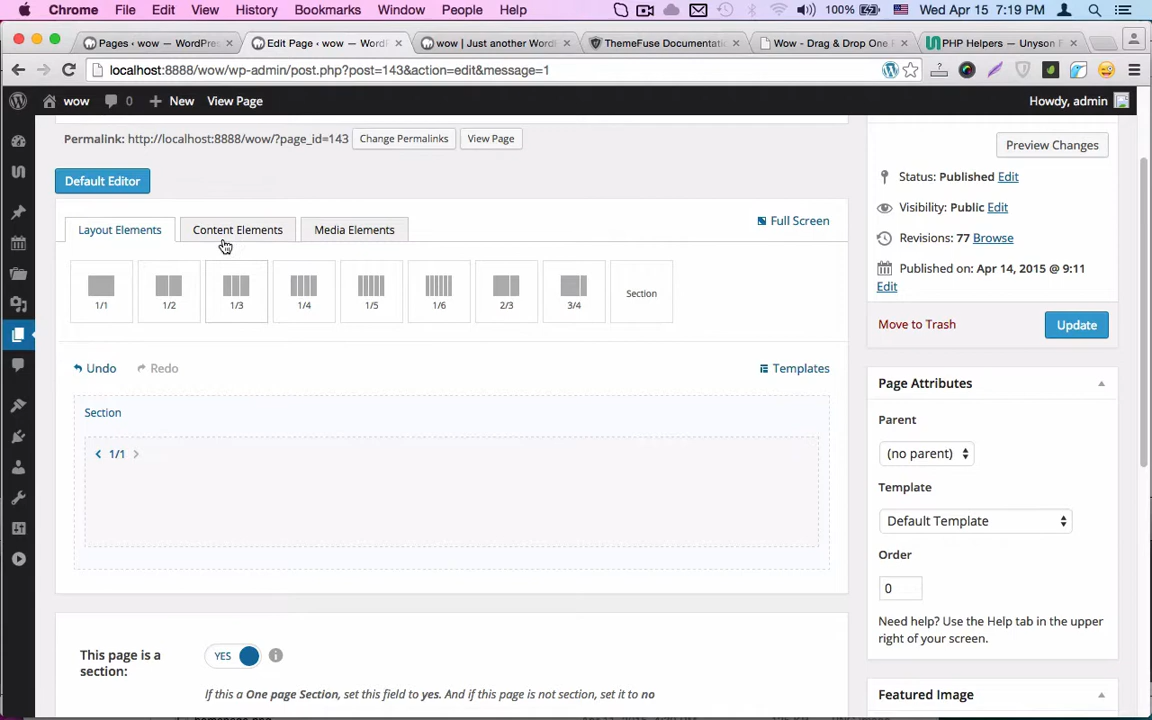 Chrome File Edit View History Bookmarks Window People Help 100% Wed Apr 15 7:19 PM
Pages ‹ wow — WordPre Edit Page ‹ wow — WordP wow | Just another WordP ThemeFuse Documentatio Wow - Drag & Drop One P PHP Helpers — Unyson F
localhost:8888/wow/wp-admin/post.php?post=143&action=edit&message=1
wow 0 New View Page Howdy, admin
Permalink: http://localhost:8888/wow/?page_id=143 Change Permalinks View Page
Preview Changes
Default Editor
Status: Published Edit
Visibility: Public Edit
Layout Elements Content Elements Media Elements Full Screen
Revisions: 77 Browse
Published on: Apr 14, 2015 @ 9:11
Edit
1/1 1/2 1/3 1/4 1/5 1/6 2/3 3/4 Section
Move to Trash Update
Undo Redo Templates
Page Attributes
Section
Parent
(no parent)
1/1
Template
Default Template
Order
0
Need help? Use the Help tab in the upper
right of your screen.
This page is a
section:
YES
If this a One page Section, set this field to yes. And if this page is not section, set it to no
Featured Image